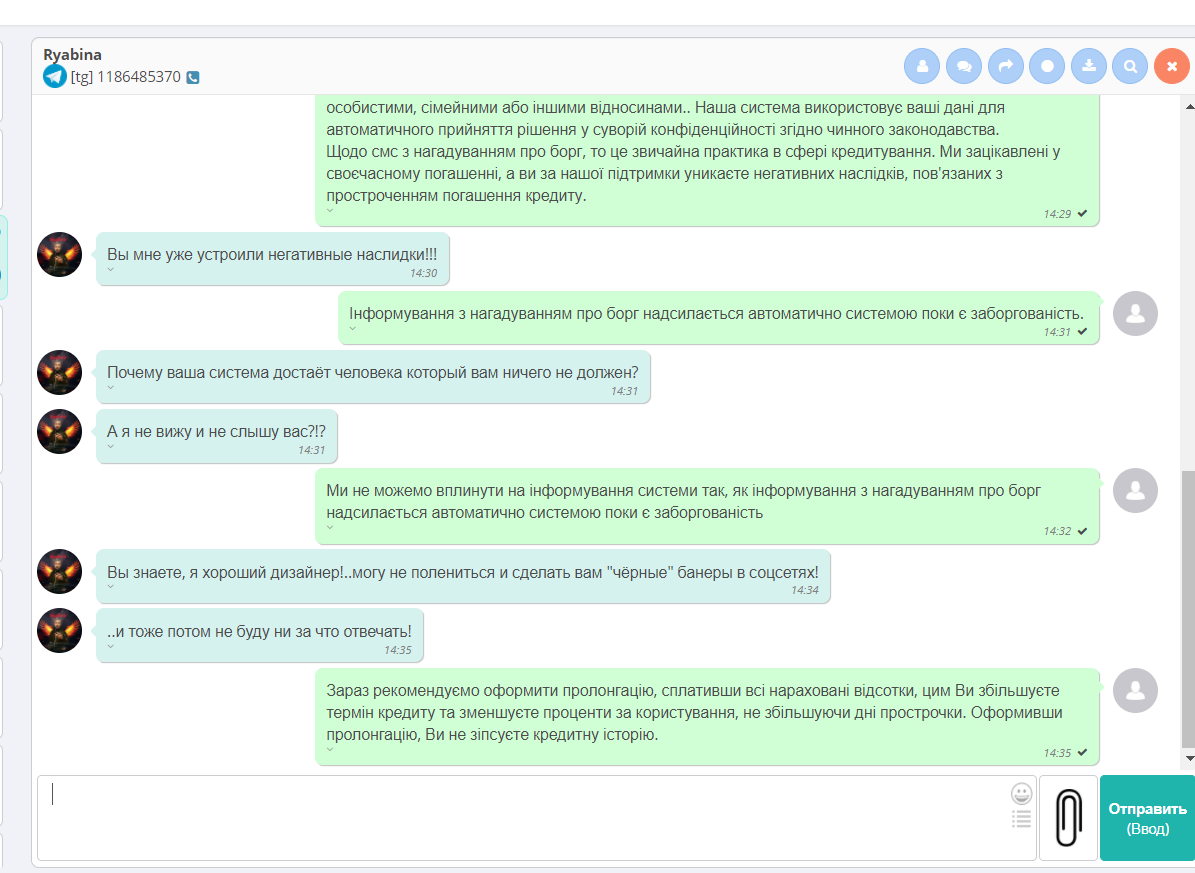 Ryabina
[tg] 1186485370
особистими, сімейними або іншими відносинами.. Наша система використовує ваші дані для
автоматичного прийняття рішення у суворій конфіденційності згідно чинного законодавства.
Щодо смс з нагадуванням про борг, то це звичайна практика в сфері кредитування. Ми зацікавлені у
своєчасному погашенні, а ви за нашої підтримки уникаєте негативних наслідків, пов'язаних з
простроченням погашення кредиту.
14:29
Вы мне уже устроили негативные наслидки!!!
14:30
Інформування з нагадуванням про борг надсилається автоматично системою поки є заборгованість.
14:31
Почему ваша система достаёт человека который вам ничего не должен?
14:31
А я не вижу и не слышу вас?!?
14:31
Ми не можемо вплинути на інформування системи так, як інформування з нагадуванням про борг
надсилається автоматично системою поки є заборгованість
14:32
Вы знаете, я хороший дизайнер!..могу не полениться и сделать вам "чёрные" банеры в соцсетях!
14:34
..и тоже потом не буду ни за что отвечать!
14:35
Зараз рекомендуємо оформити пролонгацію, сплативши всі нараховані відсотки, цим Ви збільшуєте
термін кредиту та зменшуєте проценти за користування, не збільшуючи дні прострочки. Оформивши
пролонгацію, Ви не зіпсуєте кредитну історію.
14:35
Отправить
(Ввод)